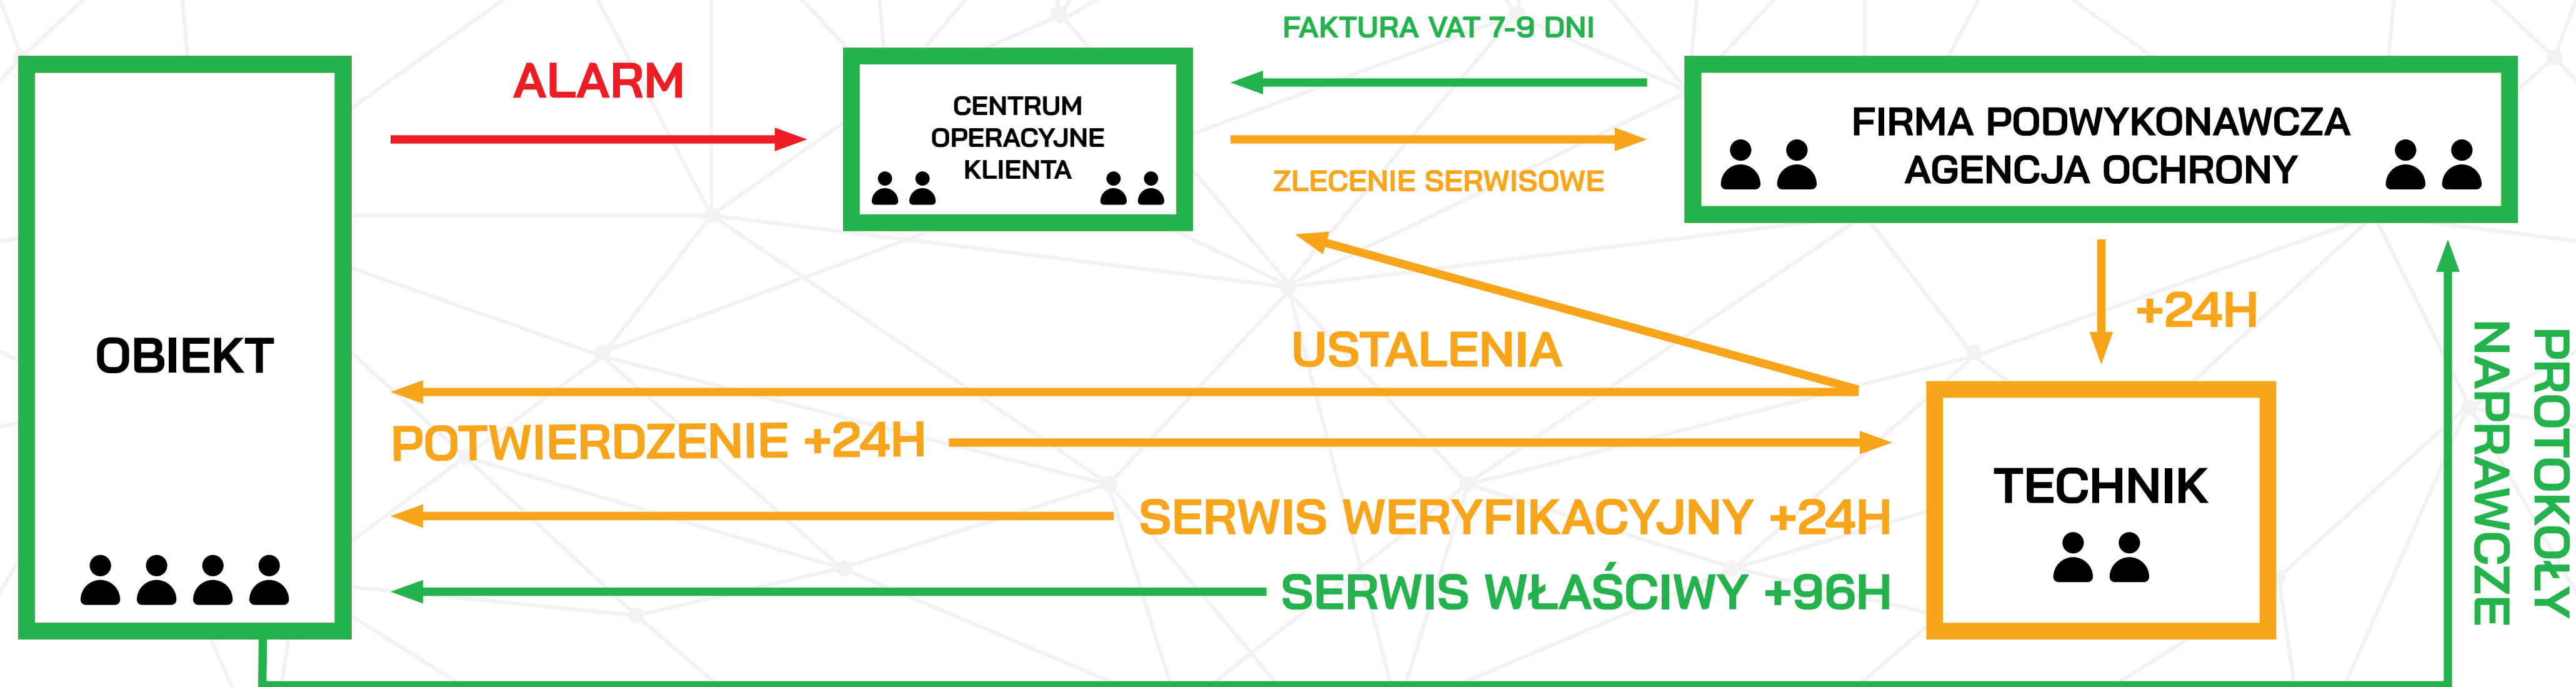 FAKTURA VAT 7-9 DNI
ALARM
CENTRUM
OPERACYJNE
KLIENTA
FIRMA PODWYKONAWCZA
AGENCJA OCHRONY
ZLECENIE SERWISOWE
+24H
OBIEKT
USTALENIA
POTWIERDZENIE +24H
TECHNIK
SERWIS WERYFIKACYJNY +24H
SERWIS WŁAŚCIWY +96H
PROTOKOŁY
NAPRAWCZE